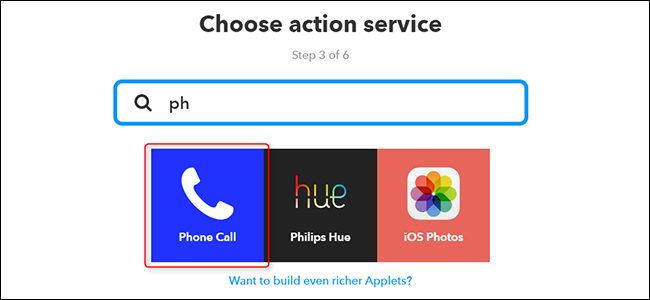 Choose action service
Step 3 of 6
ph
hue
Phone Call
Philips Hue
iOS Photos
Want to build even richer Applets?